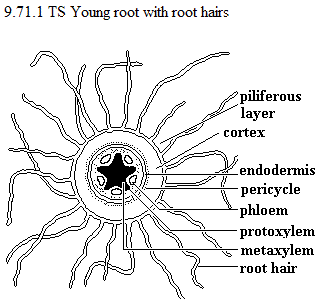 9.71.1 TS Young root with root hairs
piliferous
layer
cortex
endodermis
pericycle
phloem
protoxylem
metaxylem
root hair